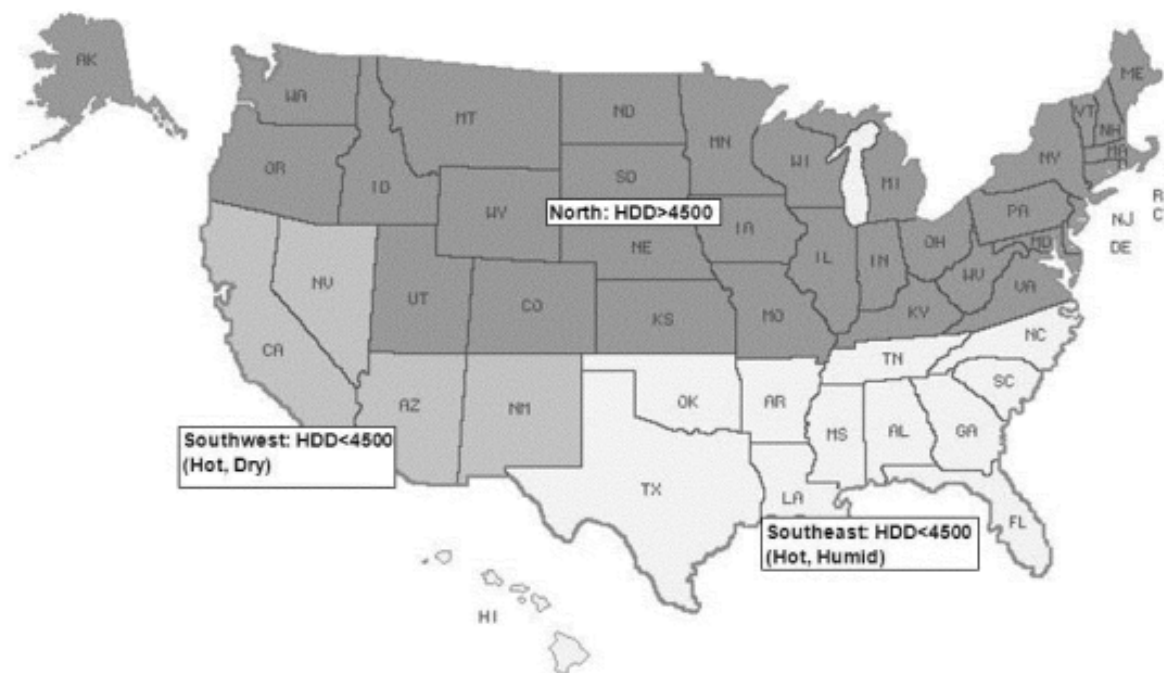 AK
WA
MT
ND
MN
ME
VT
NH
MA
NY
WI
MI
OR
ID
SD
WY
North: HDD>4500
IA
NE
PA
R
C
NJ
DE
OH
MD
IL
IN
WV
VA
NV
UT
CO
KS
MO
KY
CA
NC
TN
SC
AZ
NM
OK
AR
MS
AL
GA
Southwest: HDD<4500
(Hot, Dry)
TX
LA
FL
Southeast: HDD<4500
(Hot, Humid)
HI